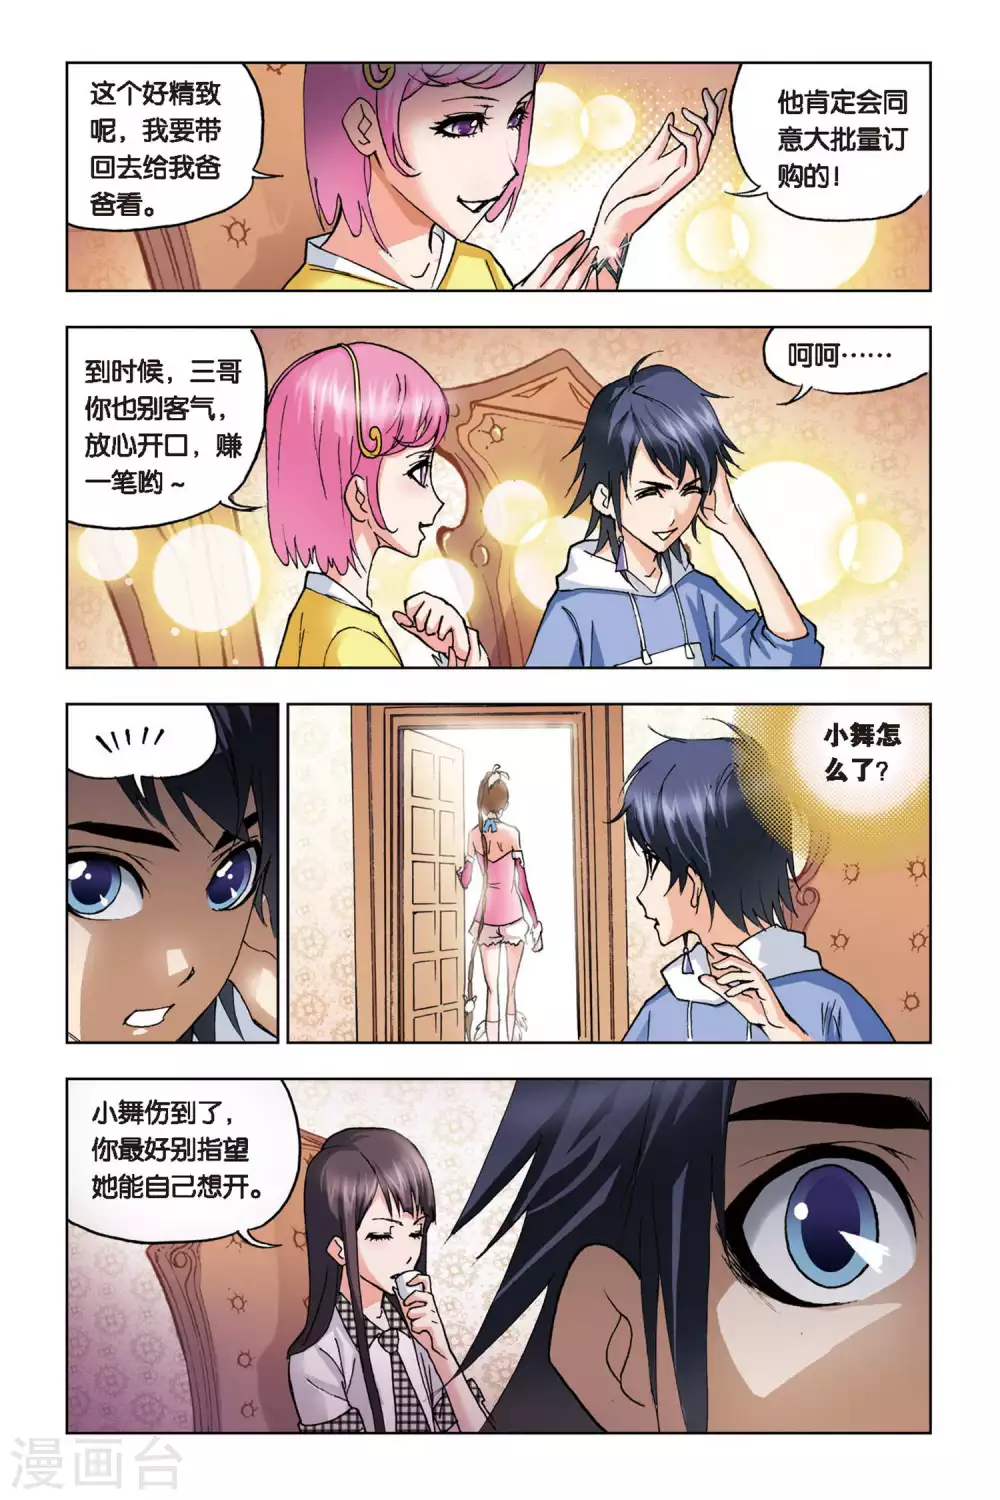 这个好精致
呢，我要带
回去给我爸
爸看。
他肯定会同
意大批量订
购的！
到时候，三哥
你也别客气，
放心开口，赚
一笔哟～
呵呵……
小舞怎
么了？
小舞伤到了，
你最好别指望
她能自己想开。
漫画台